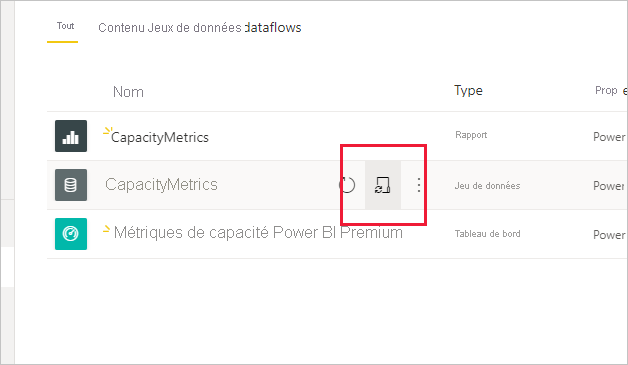 Tout Contenu Jeux de données dataflows
Nom Type Prop e
CapacityMetrics Rapport Power
CapacityMetrics Jeu de données Power
Métriques de capacité Power BI Premium Tableau de bord Power